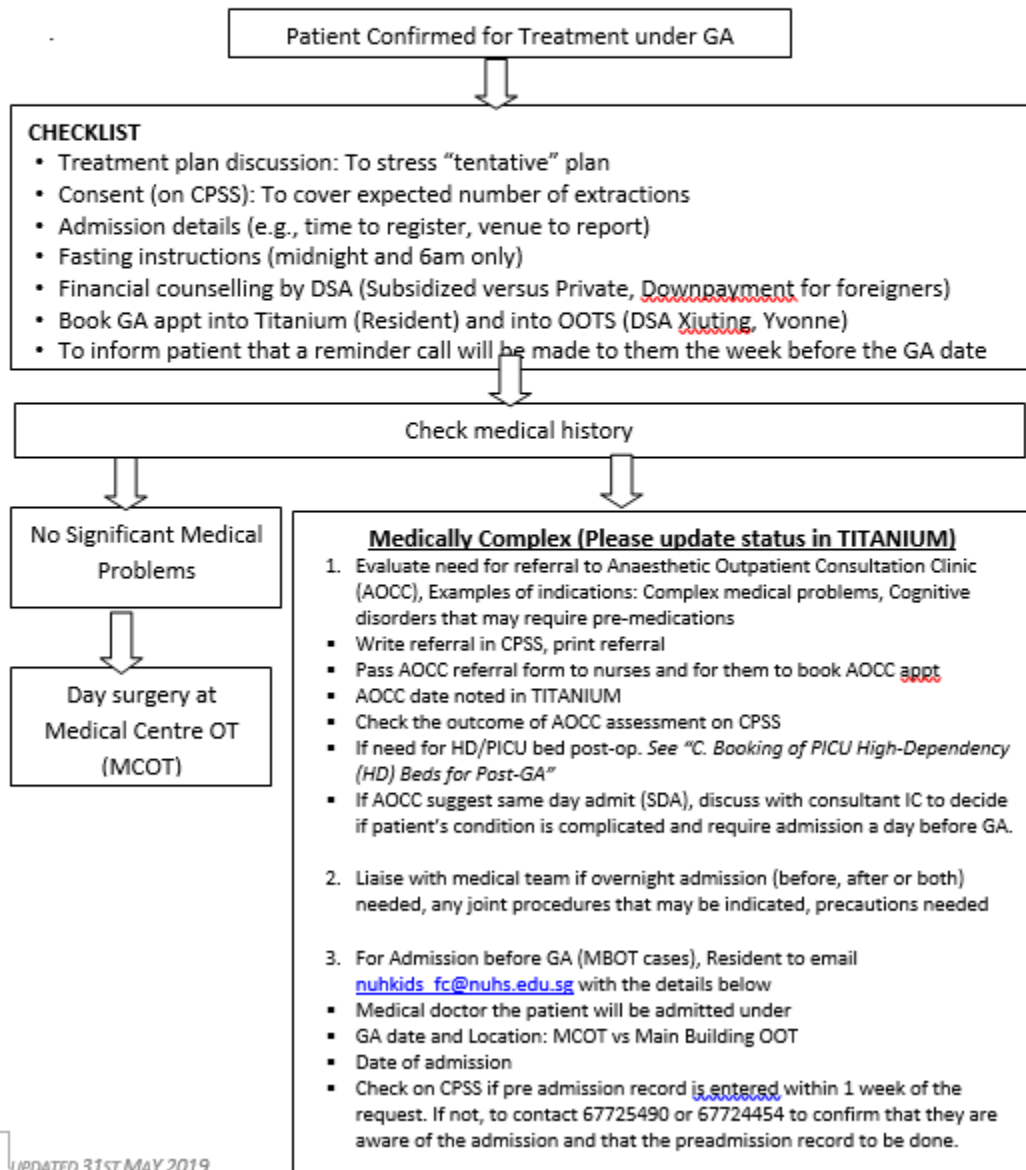 Patient Confirmed for Treatment under GA
CHECKLIST
• Treatment plan discussion: To stress “tentative” plan
• Consent (on CPSS): To cover expected number of extractions
• Admission details (e.g., time to register, venue to report)
• Fasting instructions (midnight and 6am only)
• Financial counselling by DSA (Subsidized versus Private, Downpayment for foreigners)
• Book GA appt into Titanium (Resident) and into OOTS (DSA Xiuting, Yvonne)
• To inform patient that a reminder call will be made to them the week before the GA date
Check medical history
No Significant Medical
Problems
Day surgery at
Medical Centre OT
(MCOT)
Medically Complex (Please update status in TITANIUM)
1. Evaluate need for referral to Anaesthetic Outpatient Consultation Clinic
(AOCC), Examples of indications: Complex medical problems, Cognitive
disorders that may require pre-medications
▪ Write referral in CPSS, print referral
▪ Pass AOCC referral form to nurses and for them to book AOCC appt
▪ AOCC date noted in TITANIUM
▪ Check the outcome of AOCC assessment on CPSS
▪ If need for HD/PICU bed post-op. See “C. Booking of PICU High-Dependency
(HD) Beds for Post-GA”
▪ If AOCC suggest same day admit (SDA), discuss with consultant IC to decide
if patient’s condition is complicated and require admission a day before GA.
2. Liaise with medical team if overnight admission (before, after or both)
needed, any joint procedures that may be indicated, precautions needed
3. For Admission before GA (MBOT cases), Resident to email
nuhkids_fc@nuhs.edu.sg with the details below
▪ Medical doctor the patient will be admitted under
▪ GA date and Location: MCOT vs Main Building OOT
▪ Date of admission
▪ Check on CPSS if pre admission record is entered within 1 week of the
request. If not, to contact 67725490 or 67724454 to confirm that they are
aware of the admission and that the preadmission record to be done.
UPDATED 31ST MAY 2019